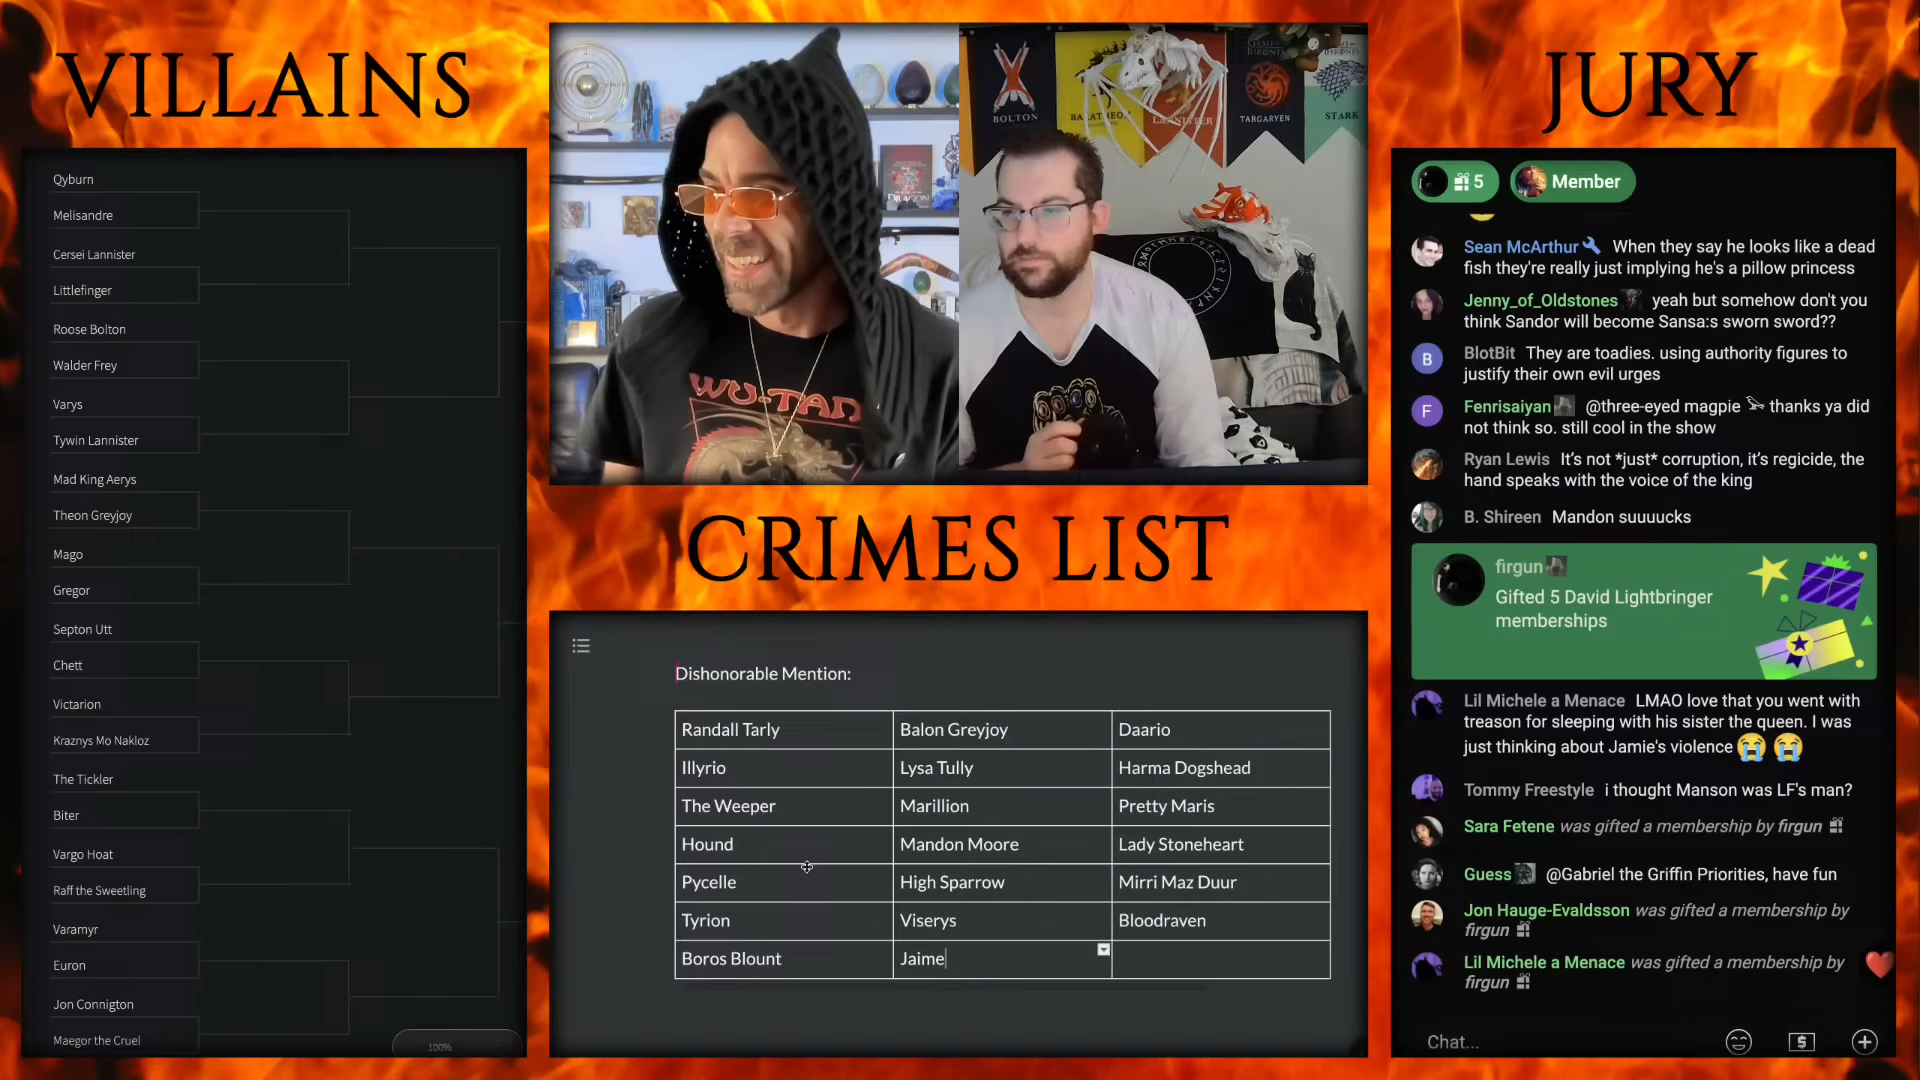 VILLAINS
Qyburn
Melisandre
Cersei Lannister
Littlefinger
Roose Bolton
Walder Frey
Varys
Tywin Lannister
Mad King Aerys
Theon Greyjoy
Mago
Gregor
Septon Utt
Chett
Victarion
Kraznys Mo Nakloz
The Tickler
Biter
Vargo Hoat
Raff the Sweetling
Varamyr
Euron
Jon Connigton
Maegor the Cruel
100%
DRAGON
WU-TAN
BOLTON
BARATHEON
LANNISTER
TARGARYEN
STARK
CRIMES LIST
Dishonorable Mention:
Randall Tarly Balon Greyjoy Daario
Illyrio Lysa Tully Harma Dogshead
The Weeper Marillion Pretty Maris
Hound Mandon Moore Lady Stoneheart
Pycelle High Sparrow Mirri Maz Duur
Tyrion Viserys Bloodraven
Boros Blount Jaime
JURY
5 Member
Sean McArthur When they say he looks like a dead
fish they're really just implying he's a pillow princess
Jenny_of_Oldstones yeah but somehow don't you
think Sandor will become Sansa:s sworn sword??
B BlotBit They are toadies. using authority figures to
justify their own evil urges
F Fenrisaiyan @three-eyed magpie thanks ya did
not think so. still cool in the show
Ryan Lewis It's not *just* corruption, it's regicide, the
hand speaks with the voice of the king
B. Shireen Mandon suuuucks
firgun
Gifted 5 David Lightbringer
memberships
Lil Michele a Menace LMAO love that you went with
treason for sleeping with his sister the queen. I was
just thinking about Jamie's violence 😭 😭
Tommy Freestyle i thought Manson was LF's man?
Sara Fetene was gifted a membership by firgun
Guess @Gabriel the Griffin Priorities, have fun
Jon Hauge-Evaldsson was gifted a membership by
firgun
Lil Michele a Menace was gifted a membership by
firgun
Chat...
$